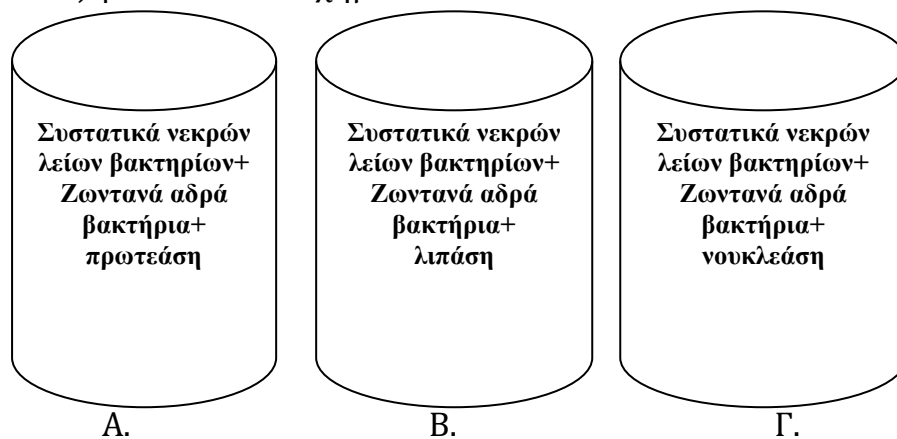 Συστατικά νεκρών
λείων βακτηρίων+
Ζωντανά αδρά
βακτήρια+
πρωτεάση
Συστατικά νεκρών
λείων βακτηρίων+
Ζωντανά αδρά
βακτήρια+
λιπάση
Συστατικά νεκρών
λείων βακτηρίων+
Ζωντανά αδρά
βακτήρια+
νουκλεάση
Α.
Β.
Γ.